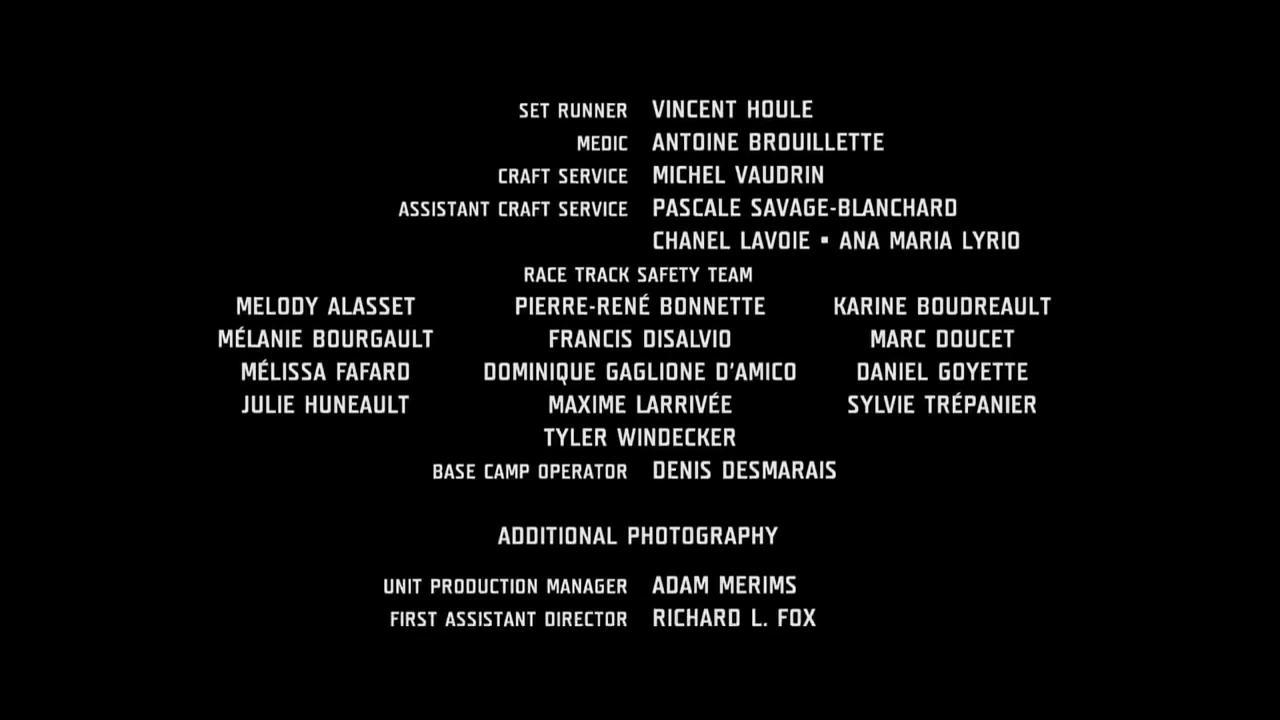 SET RUNNER VINCENT HOULE
MEDIC ANTOINE BROUILLETTE
CRAFT SERVICE MICHEL VAUDRIN
ASSISTANT CRAFT SERVICE PASCALE SAVAGE-BLANCHARD
CHANEL LAVOIE ▪ ANA MARIA LYRIO
RACE TRACK SAFETY TEAM
MELODY ALASSET PIERRE-RENÉ BONNETTE KARINE BOUDREAULT
MÉLANIE BOURGAULT FRANCIS DISALVIO MARC DOUCET
MÉLISSA FAFARD DOMINIQUE GAGLIONE D'AMICO DANIEL GOYETTE
JULIE HUNEAULT MAXIME LARRIVÉE SYLVIE TRÉPANIER
TYLER WINDECKER
BASE CAMP OPERATOR DENIS DESMARAIS
ADDITIONAL PHOTOGRAPHY
UNIT PRODUCTION MANAGER ADAM MERIMS
FIRST ASSISTANT DIRECTOR RICHARD L. FOX